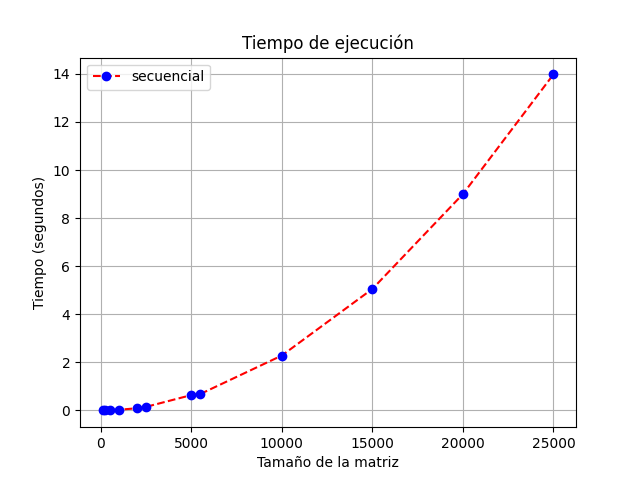 Tiempo de ejecución
secuencial
Tiempo (segundos)
14
12
10
8
6
4
2
0
0 5000 10000 15000 20000 25000
Tamaño de la matriz